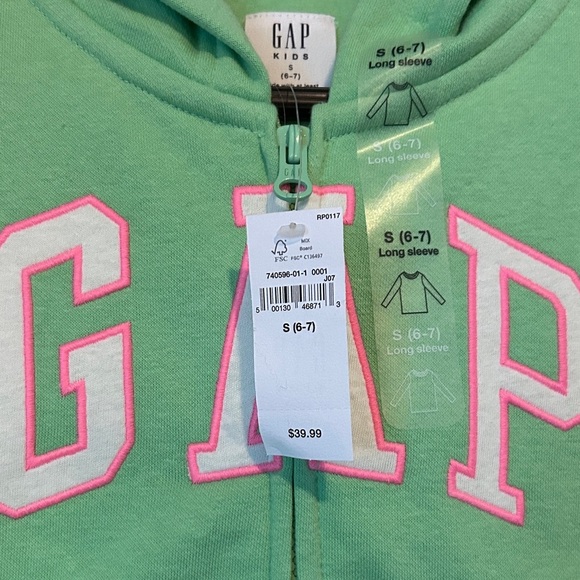 GAP
KIDS
S
(6-7)
S (6-7)
Long sleeve
S (6-7)
Long sleeve
S (6-7)
Long sleeve
S (6-7)
Long sleeve
RP0117
MIX
Board
FSC FSC® C136497
740596-01-1 0001
J07
5 00130 46871 3
S (6-7)
$39.99
GAP